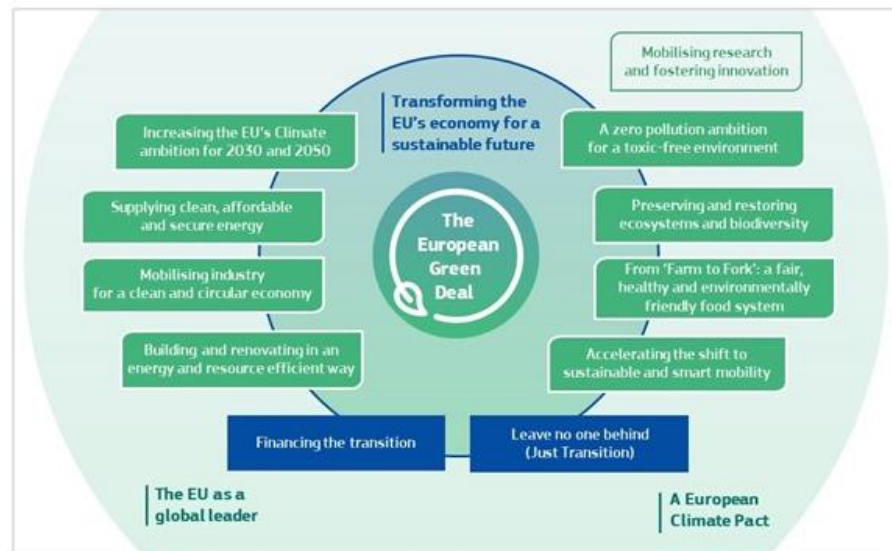 Mobilising research
and fostering innovation
Transforming the
EU's economy for a
sustainable future
Increasing the EU's Climate
ambition for 2030 and 2050
A zero pollution ambition
for a toxic-free environment
Supplying clean, affordable
and secure energy
Preserving and restoring
ecosystems and biodiversity
The
European
Green
Deal
Mobilising industry
for a clean and circular economy
From 'Farm to Fork': a fair,
healthy and environmentally
friendly food system
Building and renovating in an
energy and resource efficient way
Accelerating the shift to
sustainable and smart mobility
Financing the transition
Leave no one behind
(Just Transition)
The EU as a
global leader
A European
Climate Pact